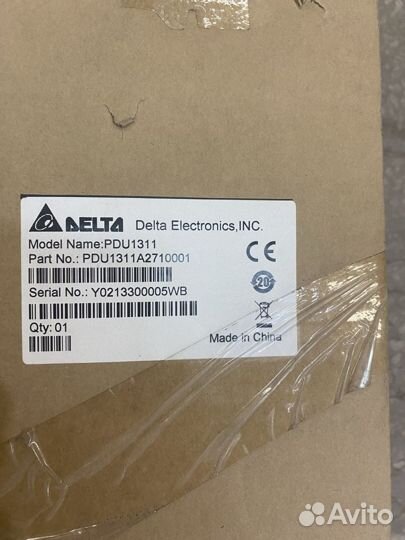 DELTA Delta Electronics,INC.
Model Name:PDU1311
Part No.: PDU1311A2710001
CE
20
Serial No.: Y0213300005WB
Qty: 01
Made in China
Avito